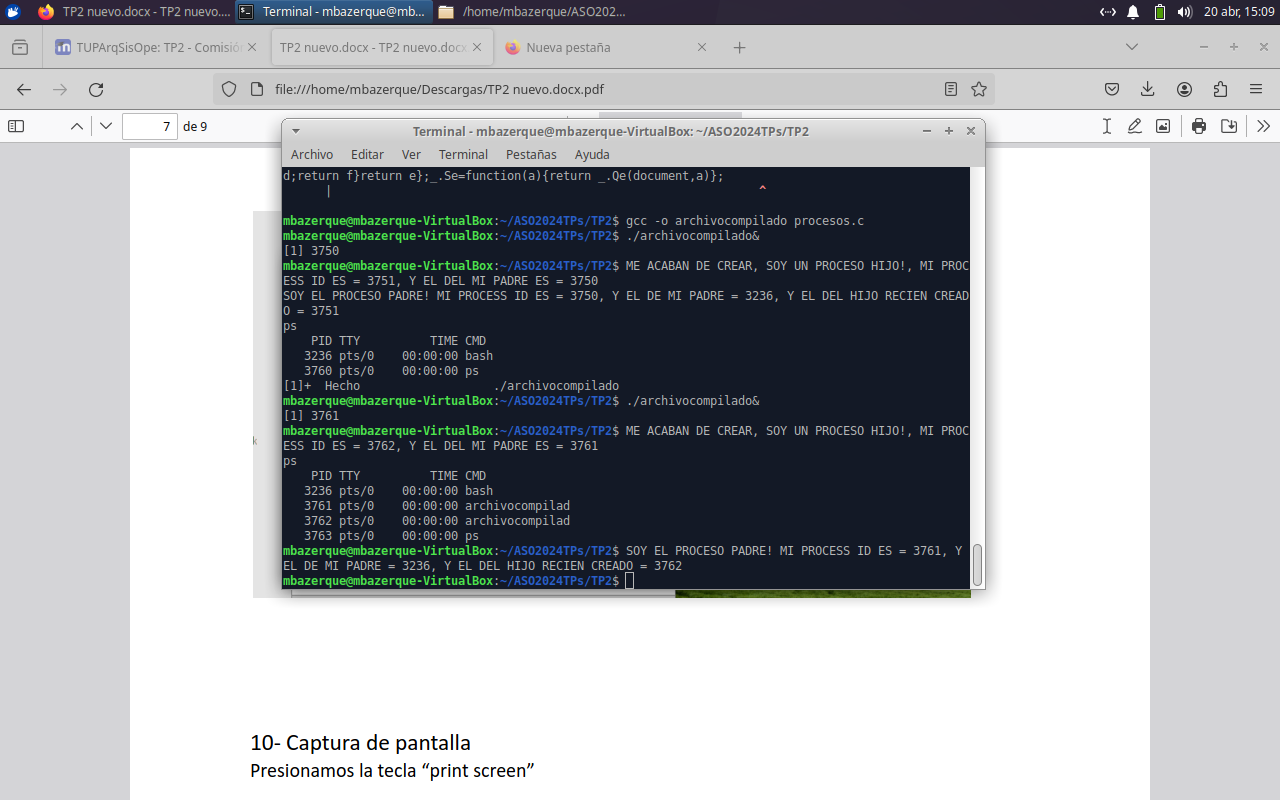 TP2 nuevo.docx - TP2 nuevo....
Terminal - mbazerque@mb...
/home/mbazerque/ASO202...
20 abr, 15:09
TUPArqSisOpe: TP2 - Comisión
TP2 nuevo.docx - TP2 nuevo.docx
Nueva pestaña
file:///home/mbazerque/Descargas/TP2 nuevo.docx.pdf
7 de 9
Terminal - mbazerque@mbazerque-VirtualBox: ~/ASO2024TPs/TP2
Archivo Editar Ver Terminal Pestañas Ayuda
d;return f}return e};_.Se=function(a){return _.Qe(document,a)};
| ^
mbazerque@mbazerque-VirtualBox:~/ASO2024TPs/TP2$ gcc -o archivocompilado procesos.c
mbazerque@mbazerque-VirtualBox:~/ASO2024TPs/TP2$ ./archivocompilado&
[1] 3750
mbazerque@mbazerque-VirtualBox:~/ASO2024TPs/TP2$ ME ACABAN DE CREAR, SOY UN PROCESO HIJO!, MI PROC
ESS ID ES = 3751, Y EL DEL MI PADRE ES = 3750
SOY EL PROCESO PADRE! MI PROCESS ID ES = 3750, Y EL DE MI PADRE = 3236, Y EL DEL HIJO RECIEN CREAD
O = 3751
ps
PID TTY TIME CMD
3236 pts/0 00:00:00 bash
3760 pts/0 00:00:00 ps
[1]+ Hecho ./archivocompilado
mbazerque@mbazerque-VirtualBox:~/ASO2024TPs/TP2$ ./archivocompilado&
[1] 3761
mbazerque@mbazerque-VirtualBox:~/ASO2024TPs/TP2$ ME ACABAN DE CREAR, SOY UN PROCESO HIJO!, MI PROC
ESS ID ES = 3762, Y EL DEL MI PADRE ES = 3761
ps
PID TTY TIME CMD
3236 pts/0 00:00:00 bash
3761 pts/0 00:00:00 archivocompilad
3762 pts/0 00:00:00 archivocompilad
3763 pts/0 00:00:00 ps
mbazerque@mbazerque-VirtualBox:~/ASO2024TPs/TP2$ SOY EL PROCESO PADRE! MI PROCESS ID ES = 3761, Y
EL DE MI PADRE = 3236, Y EL DEL HIJO RECIEN CREADO = 3762
mbazerque@mbazerque-VirtualBox:~/ASO2024TPs/TP2$
k
10- Captura de pantalla
Presionamos la tecla “print screen”